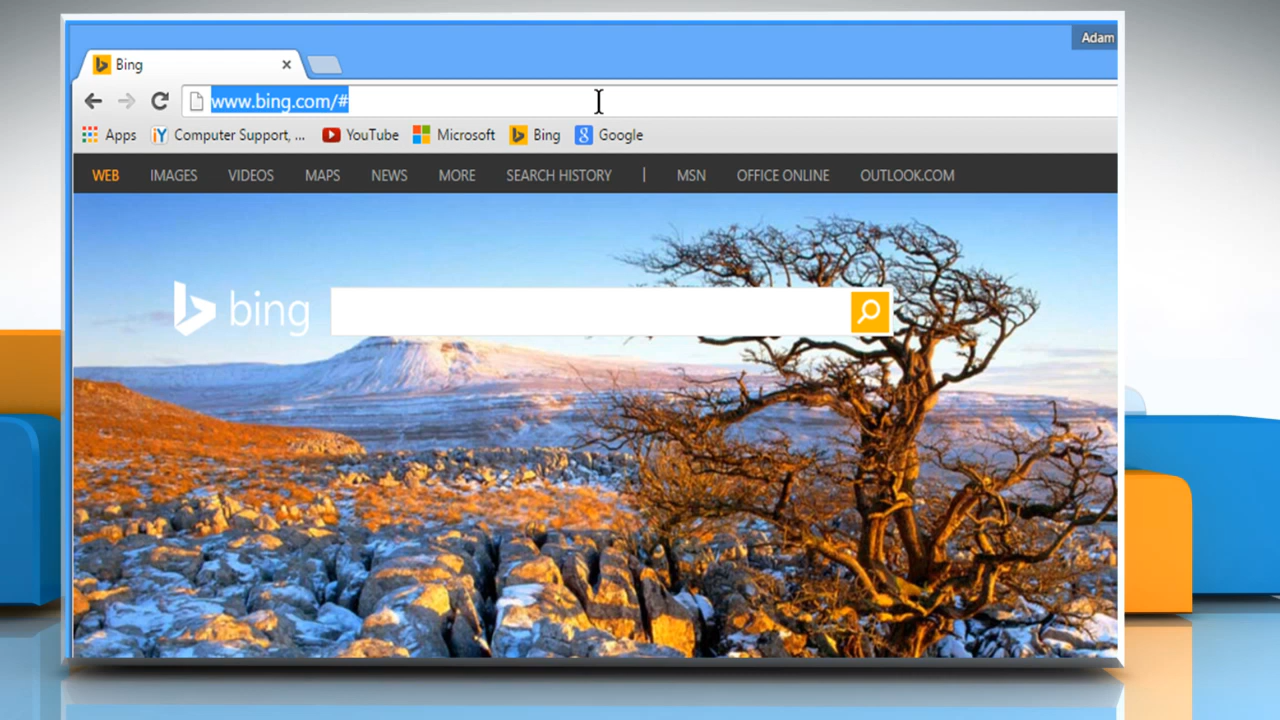 Adam
Bing
www.bing.com/#
Apps Computer Support, ... YouTube Microsoft Bing Google
WEB IMAGES VIDEOS MAPS NEWS MORE SEARCH HISTORY | MSN OFFICE ONLINE OUTLOOK.COM
bing